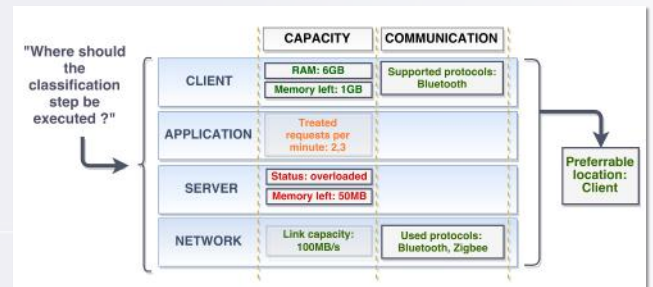 CAPACITY
COMMUNICATION
"Where should
the
classification
step be
executed ?"
CLIENT
RAM: 6GB
Memory left: 1GB
Supported protocols:
Bluetooth
APPLICATION
Treated
requests per
minute: 2,3
SERVER
Status: overloaded
Memory left: 50MB
NETWORK
Link capacity:
100MB/s
Used protocols:
Bluetooth, Zigbee
Preferrable
location:
Client